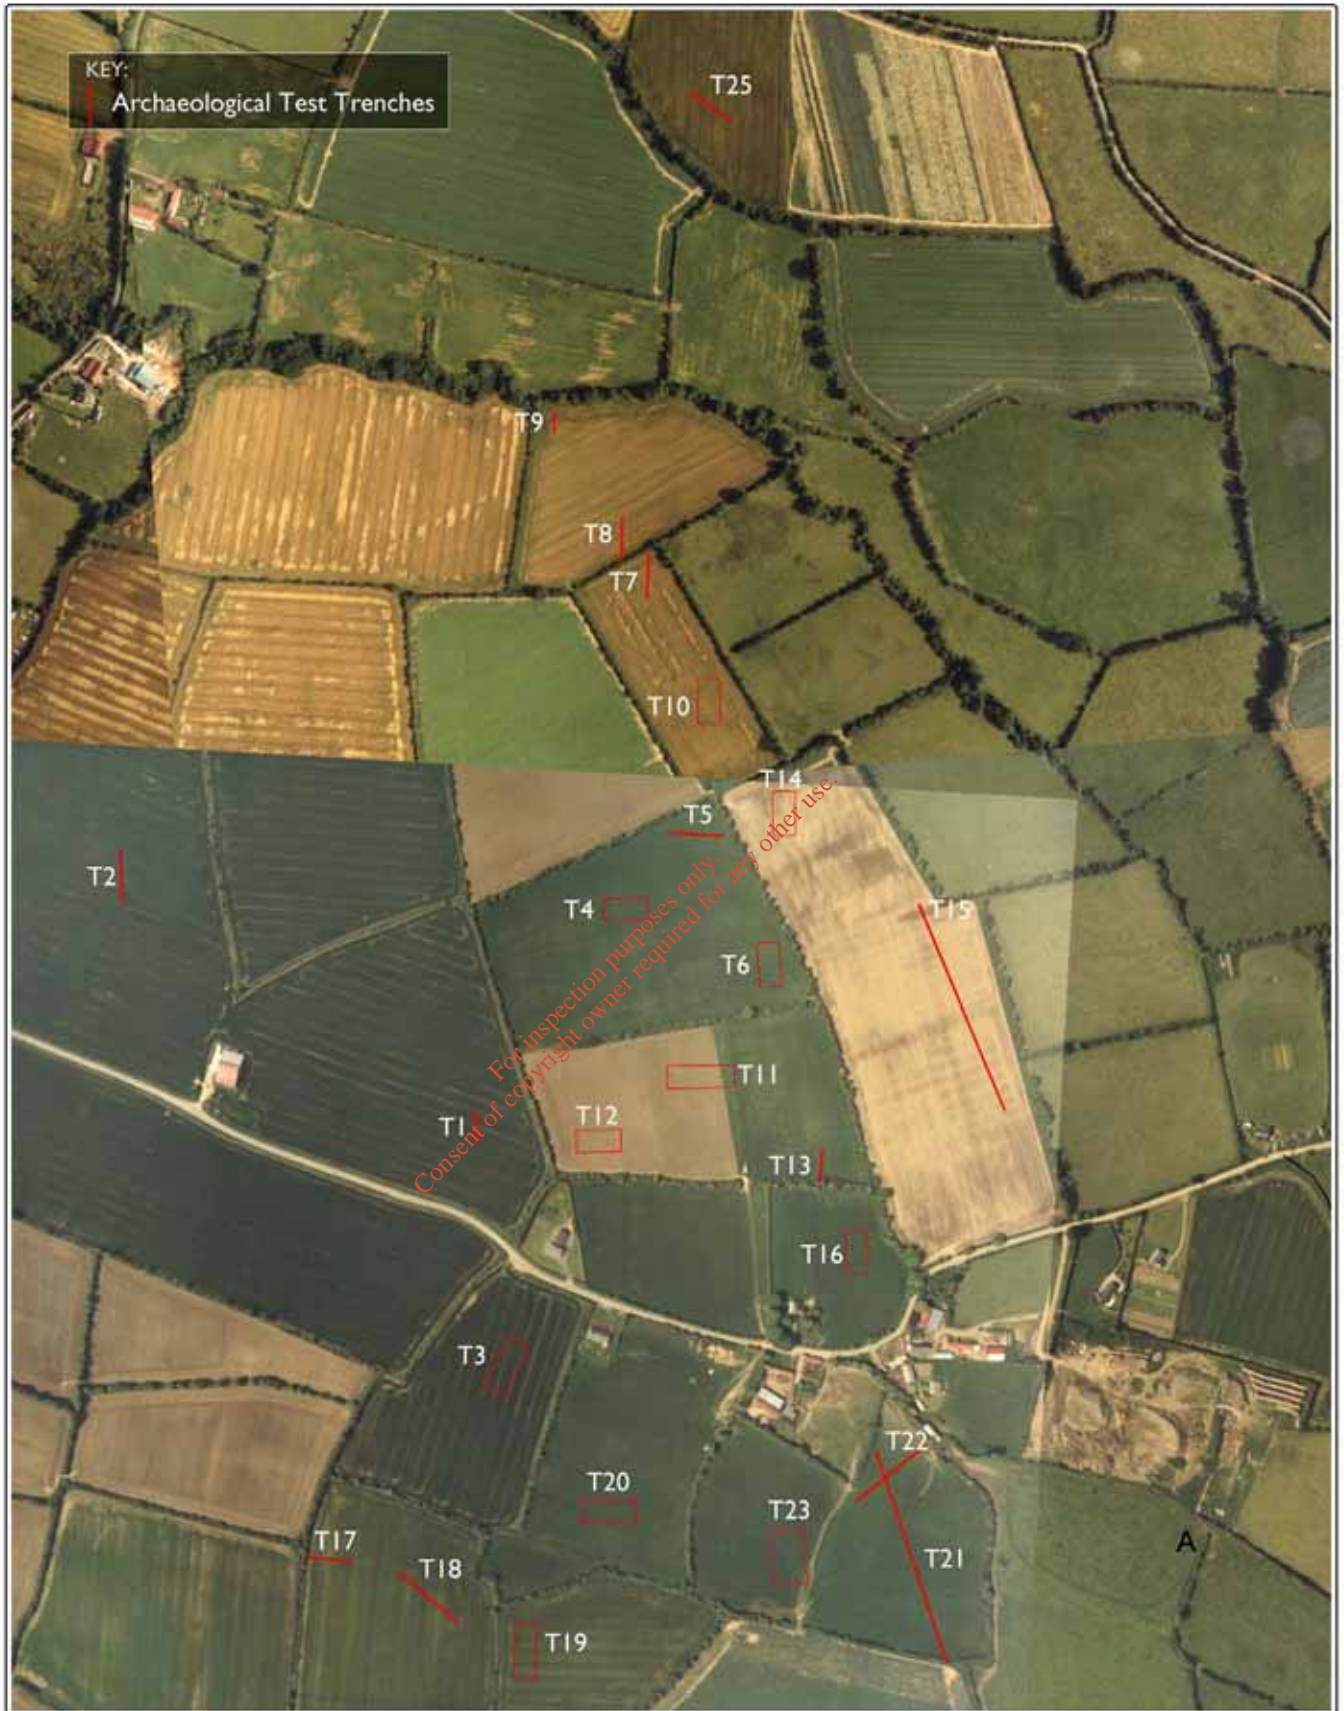 KEY:
Archaeological Test Trenches
T25
T9
T8
T7
T10
T14
T5
T2
T4
T15
T6
T11
T12
T1
T13
T16
T3
T22
T20
T23
T17
T18
T21
A
T19
For inspection purposes only.
Consent of copyright owner required for any other use.